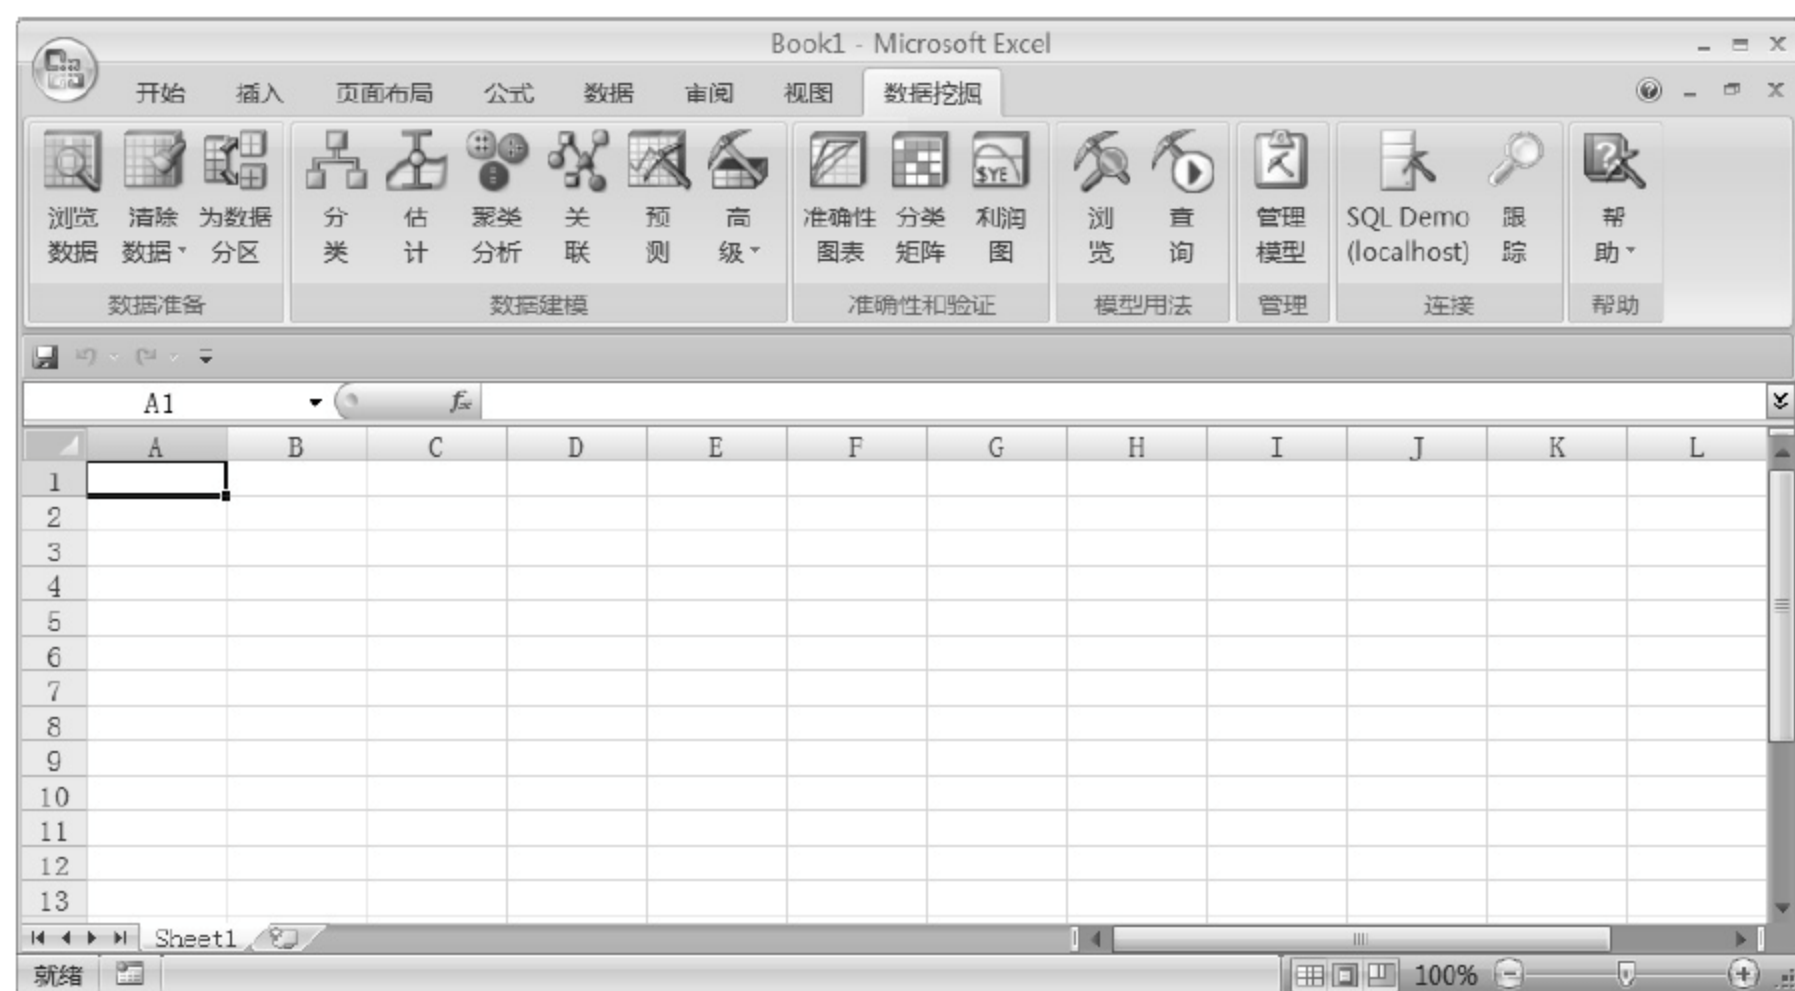 Book1 - Microsoft Excel
开始 插入 页面布局 公式 数据 审阅 视图 数据挖掘
浏览数据 清除数据 为数据分区 分类 估计 聚类分析 关联 预测 高级 准确性图表 分类矩阵 利润图 浏览 查询 管理模型 SQL Demo (localhost) 跟踪 帮助
数据准备 数据建模 准确性和验证 模型用法 管理 连接 帮助
A1 fx
A B C D E F G H I J K L
1
2
3
4
5
6
7
8
9
10
11
12
13
Sheet1
就绪 100%